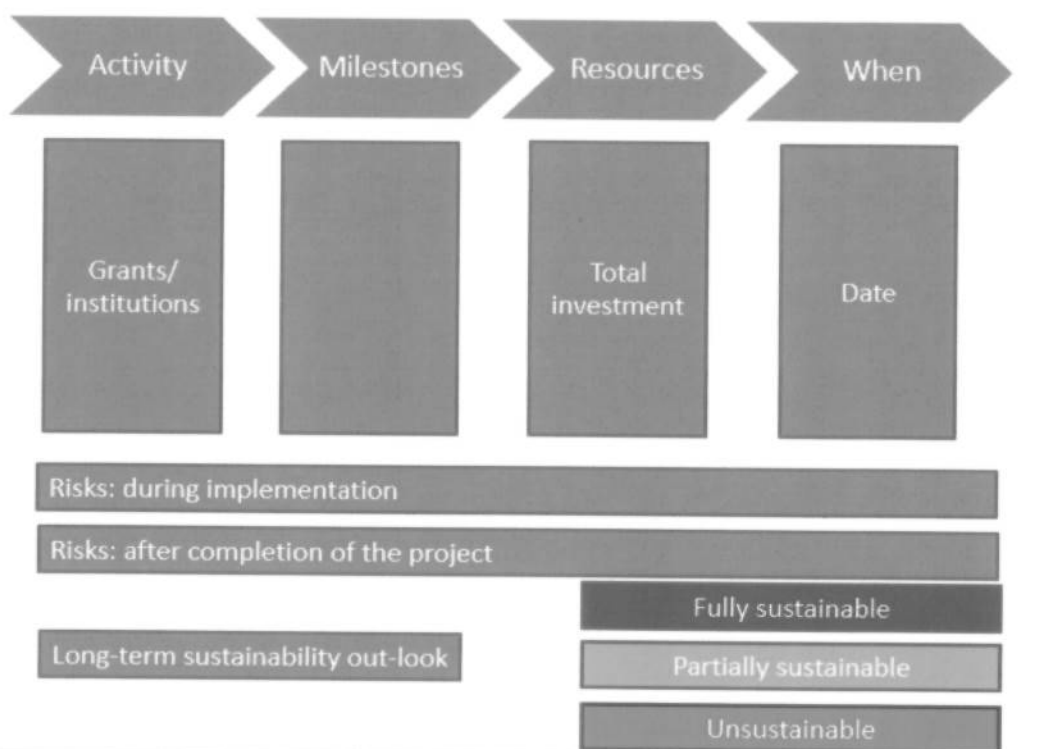 Activity
Milestones
Resources
When
Grants/
institutions
Total
investment
Date
Risks: during implementation
Risks: after completion of the project
Long-term sustainability out-look
Fully sustainable
Partially sustainable
Unsustainable